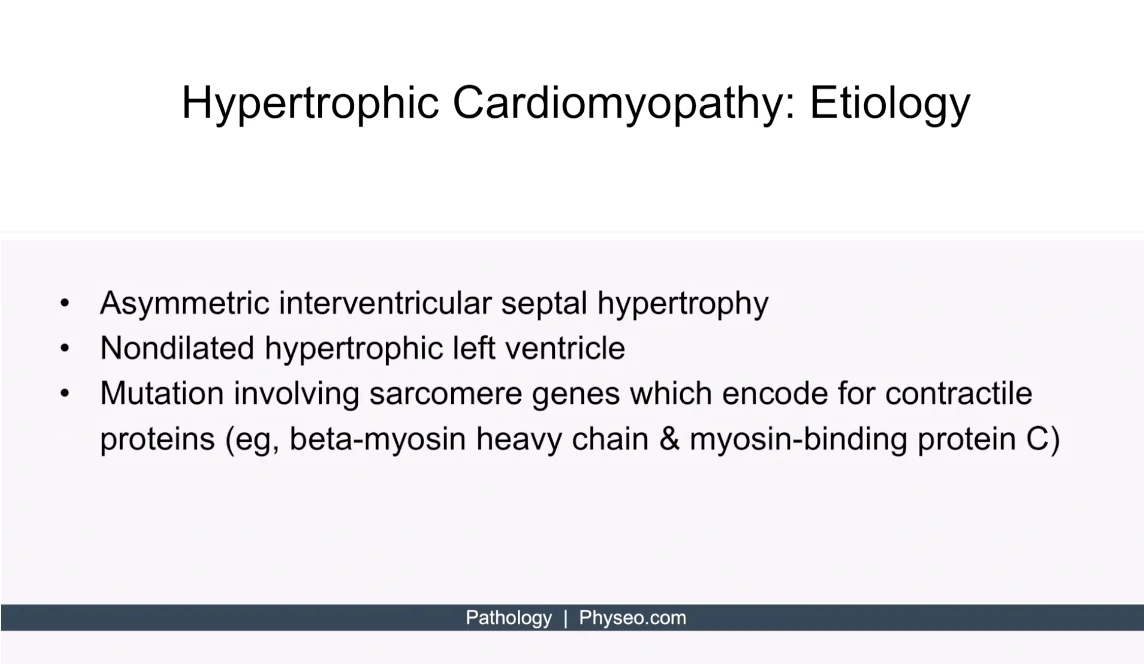 Hypertrophic Cardiomyopathy: Etiology
• Asymmetric interventricular septal hypertrophy
• Nondilated hypertrophic left ventricle
• Mutation involving sarcomere genes which encode for contractile
proteins (eg, beta-myosin heavy chain & myosin-binding protein C)
Pathology | Physeo.com